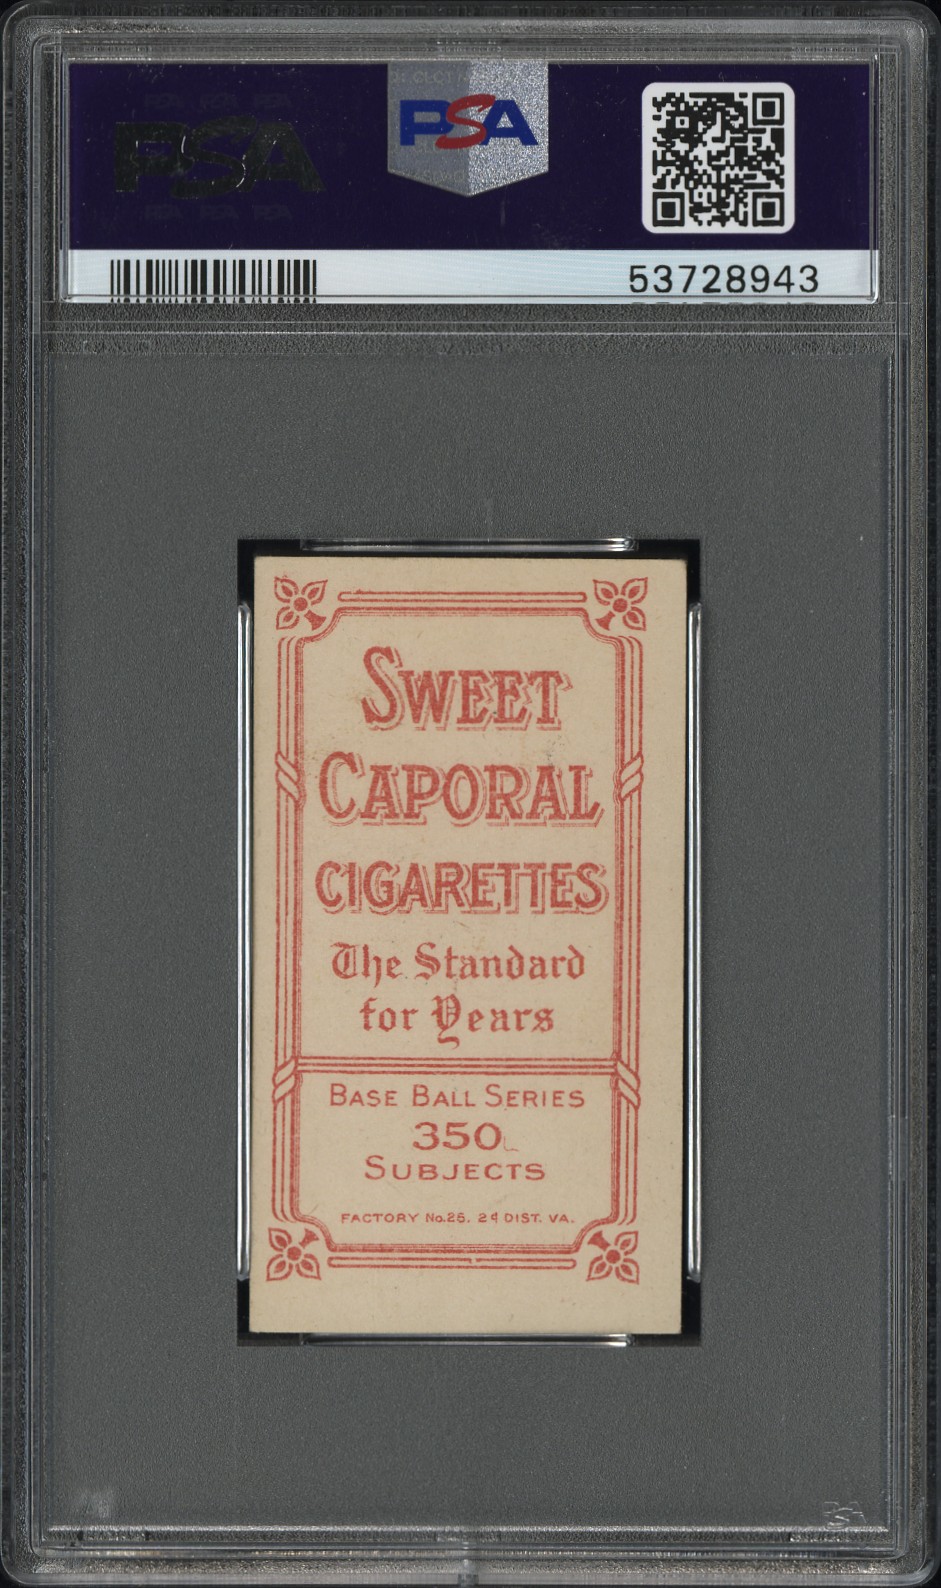 PSA
PSA
53728943
SWEET
CAPORAL
CIGARETTES
The Standard
for Years
BASE BALL SERIES
350
SUBJECTS
FACTORY No.25. 2d DIST. VA.
PSA